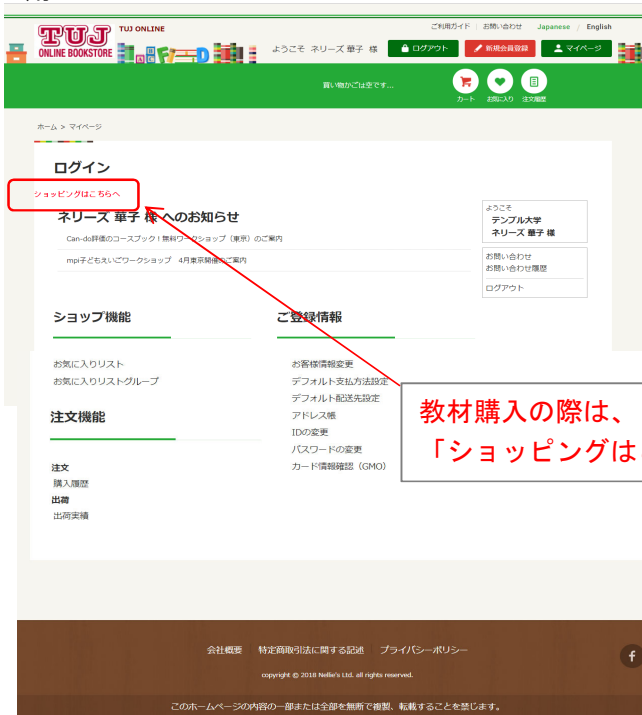 TUJ
ONLINE BOOKSTORE
TUJ ONLINE
ご利用ガイド | お問い合わせ Japanese / English
ようこそ ネリーズ 華子 様
ログアウト
新規会員登録
マイページ
買い物かごは空です...
カート お気に入り 注文履歴
ホーム > マイページ
ログイン
ショッピングはこちらへ
ネリーズ 華子 様 へのお知らせ
Can-do評価のコースブック!無料ワークショップ(東京)のご案内
mpi子どもえいごワークショップ 4月東京開催のご案内
ようこそ
テンプル大学
ネリーズ 華子 様
お問い合わせ
お問い合わせ履歴
ログアウト
ショップ機能
お気に入りリスト
お気に入りリストグループ
注文機能
注文
購入履歴
出荷
出荷実績
ご登録情報
お客様情報変更
デフォルト支払方法設定
デフォルト配送先設定
アドレス帳
IDの変更
パスワードの変更
カード情報確認(GMO)
教材購入の際は、
「ショッピングは
会社概要 特定商取引法に関する記述 プライバシーポリシー
copyright © 2018 Nellie's Ltd. all rights reserved.
このホームページの内容の一部または全部を無断で複製、転載することを禁じます。